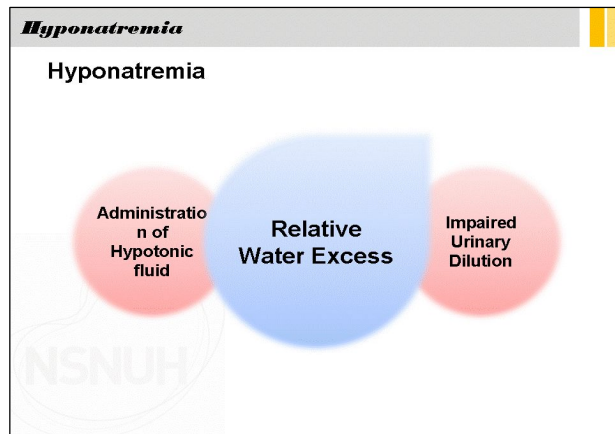 Hyponatremia
Hyponatremia
Administratio
n of
Hypotonic
fluid
Relative
Water Excess
Impaired
Urinary
Dilution
NSNUH